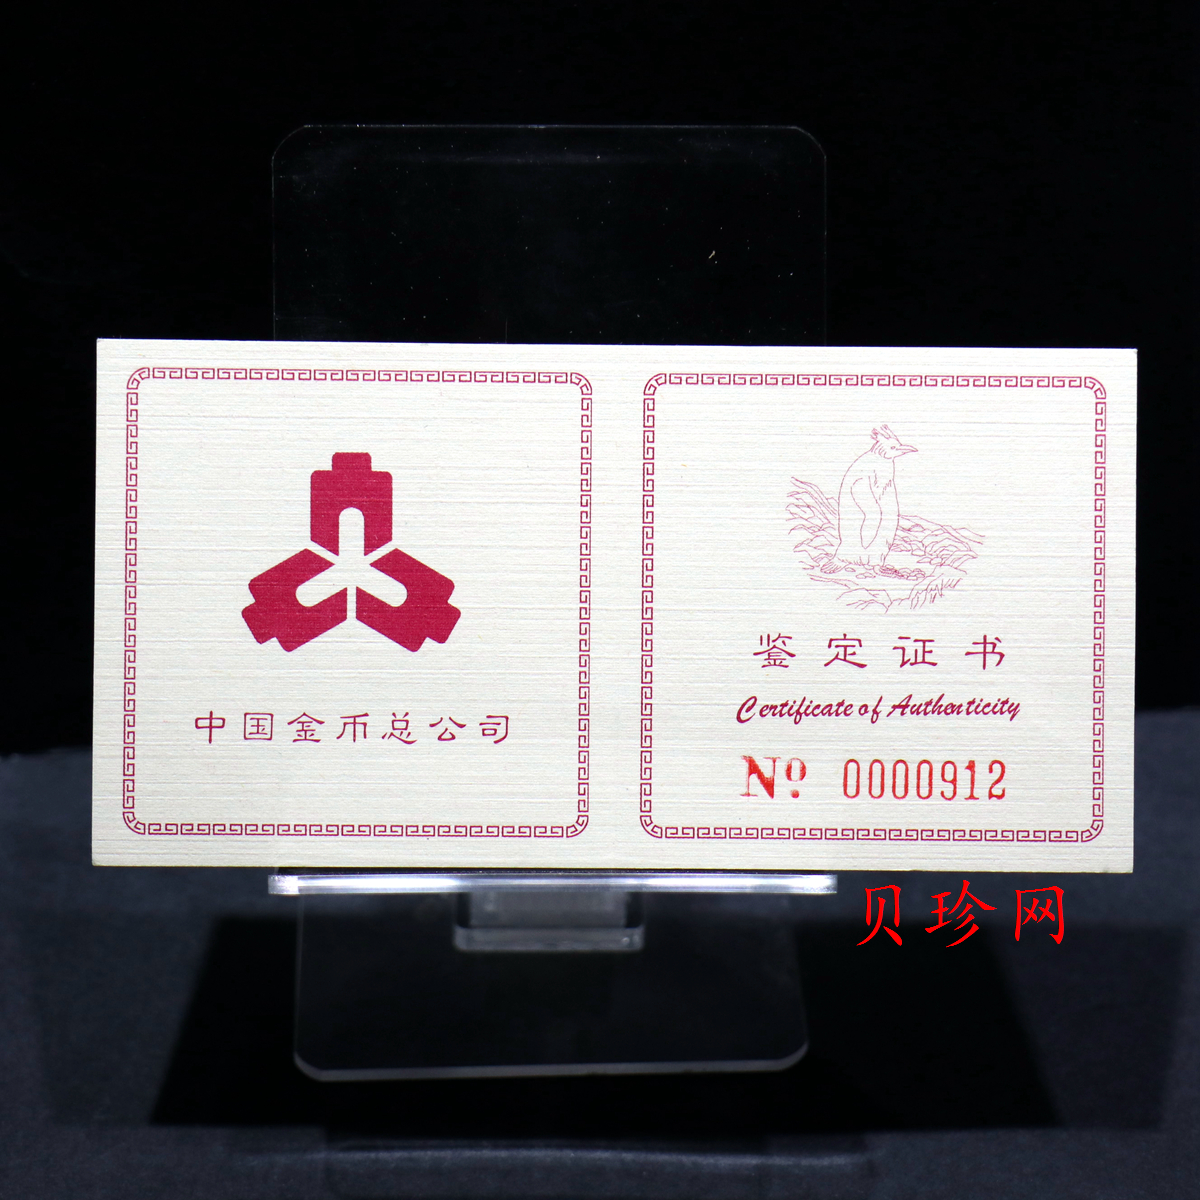 中国金币总公司
鉴定证书
Certificate of Authenticity
Nº 0000912
贝珍网